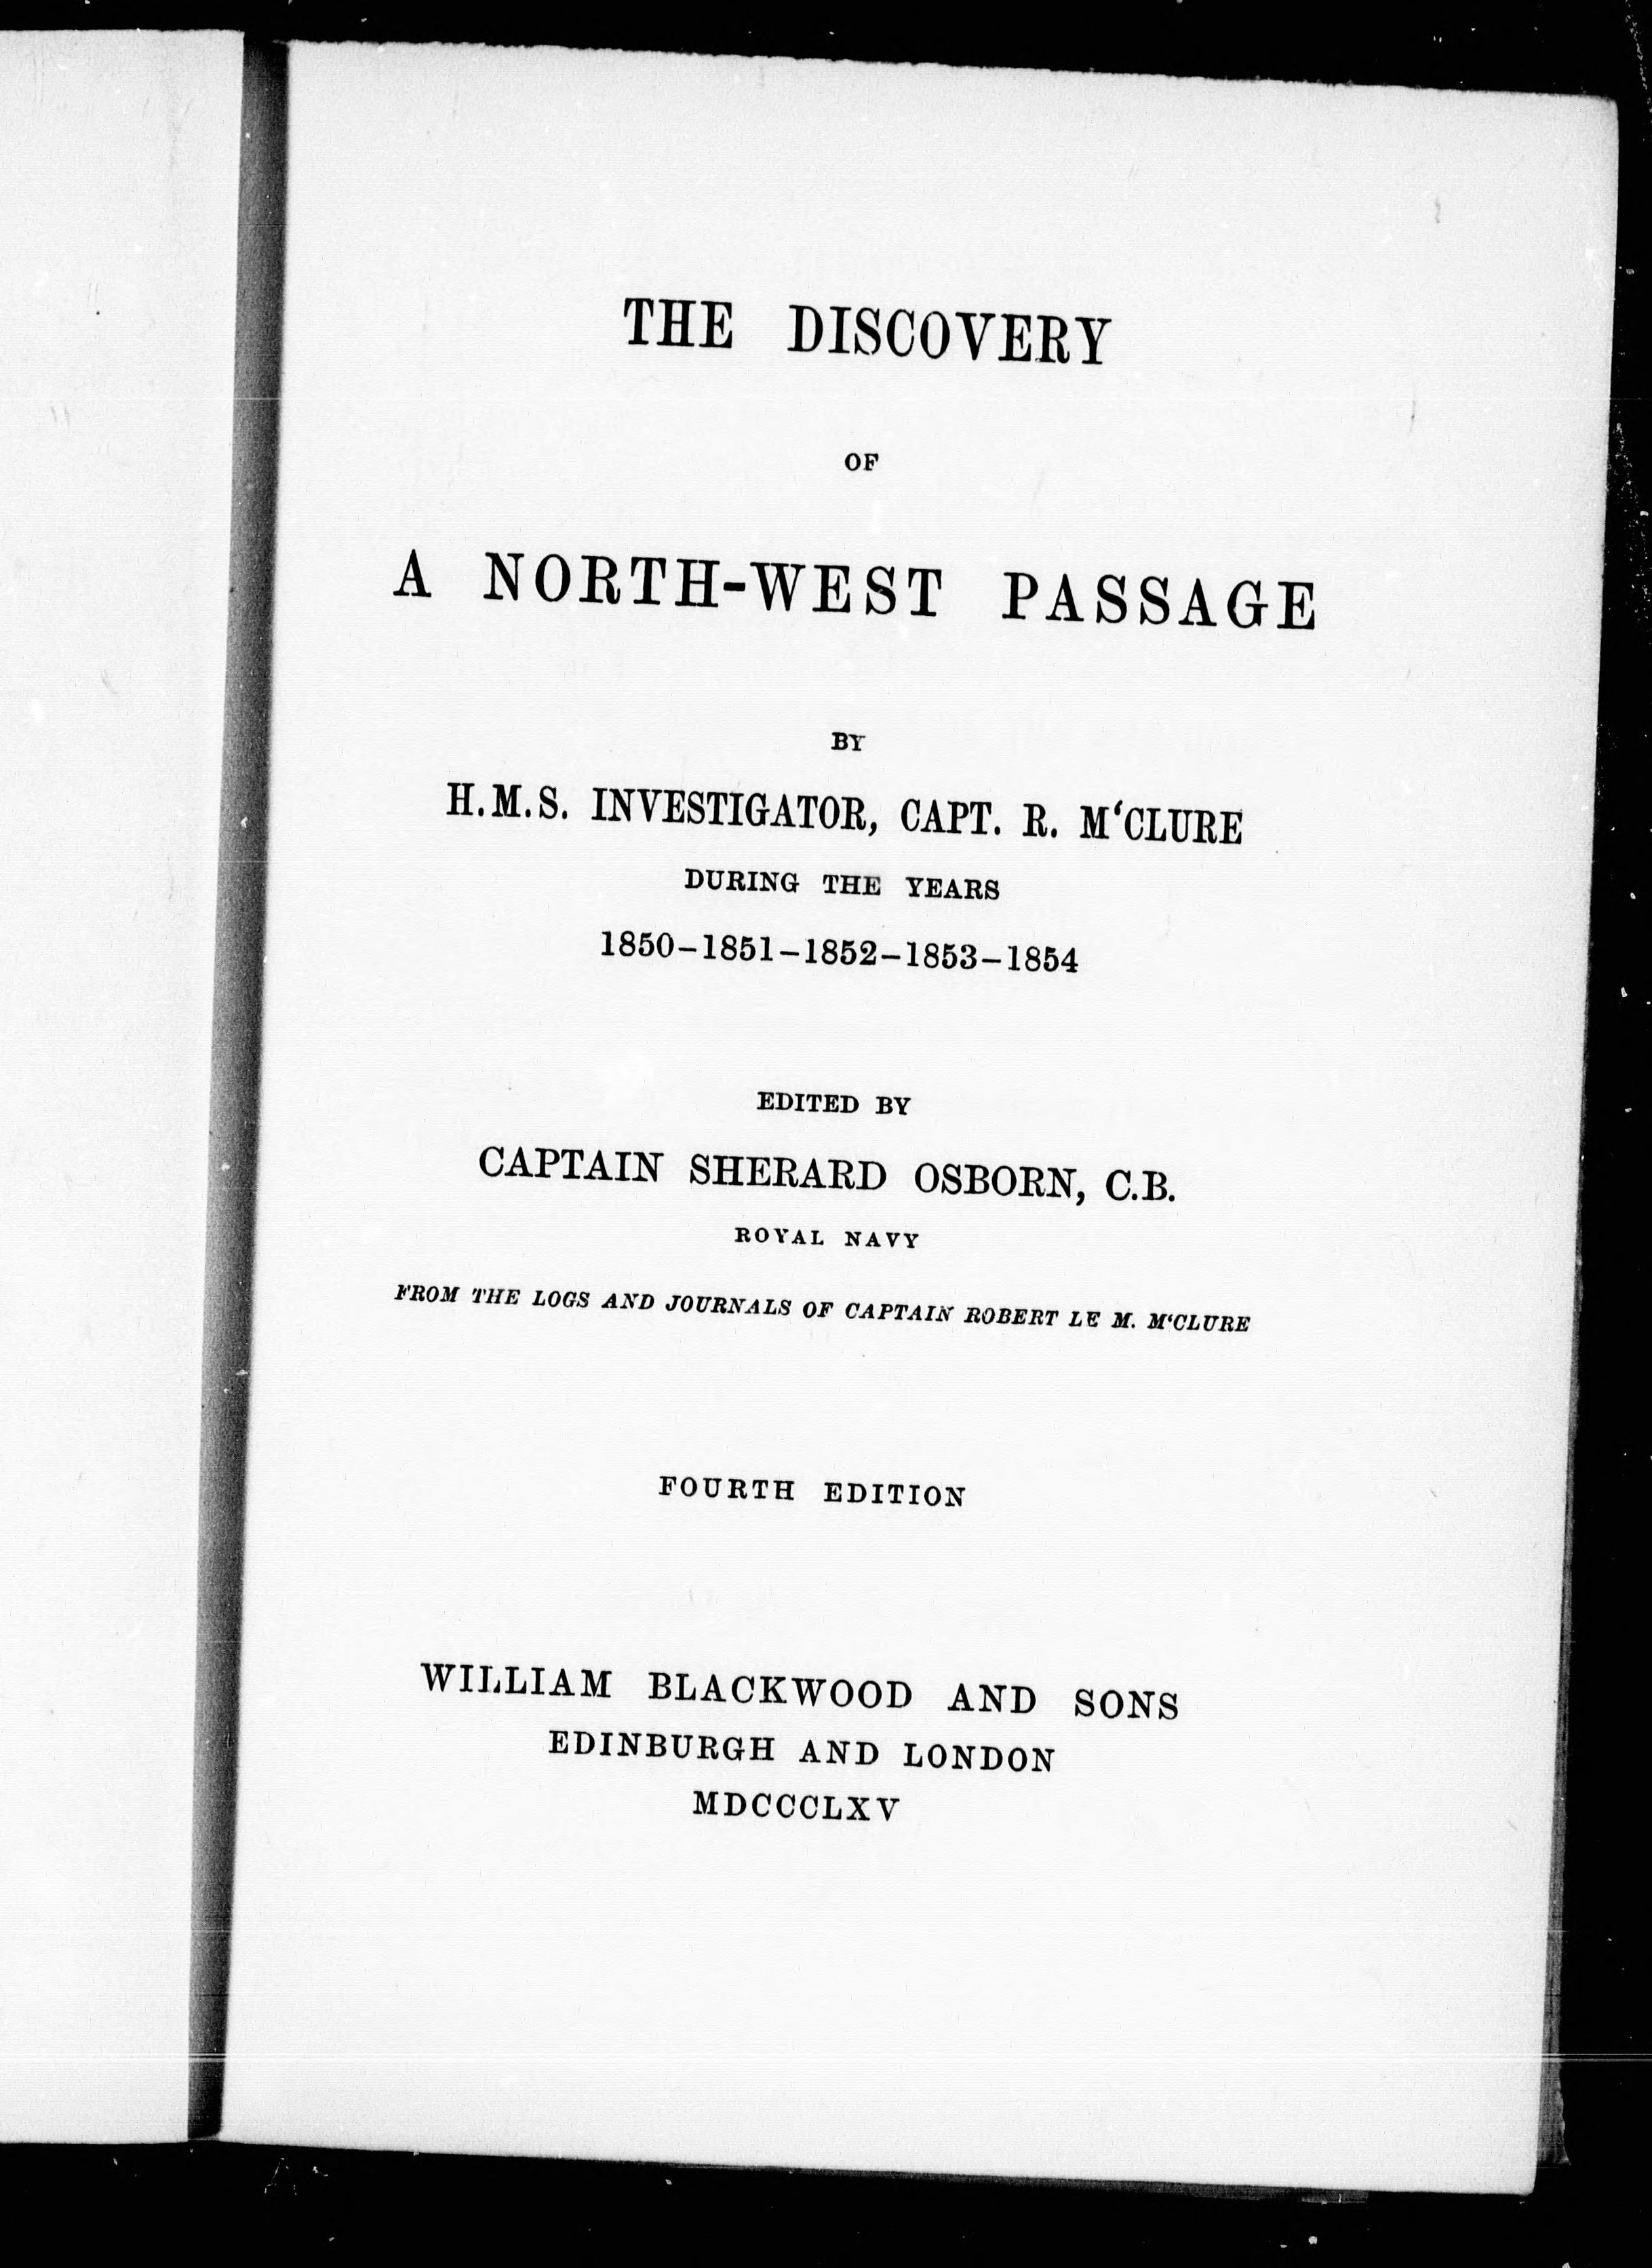 THE DISCOVERY
OF
A NORTH-WEST PASSAGE
BY
H.M.S. INVESTIGATOR, CAPT. R. M‘CLURE
DURING THE YEARS
1850–1851–1852–1853–1854
EDITED BY
CAPTAIN SHERARD OSBORN, C.B.
ROYAL NAVY
FROM THE LOGS AND JOURNALS OF CAPTAIN ROBERT LE M. M‘CLURE
FOURTH EDITION
WILLIAM BLACKWOOD AND SONS
EDINBURGH AND LONDON
MDCCCLXV